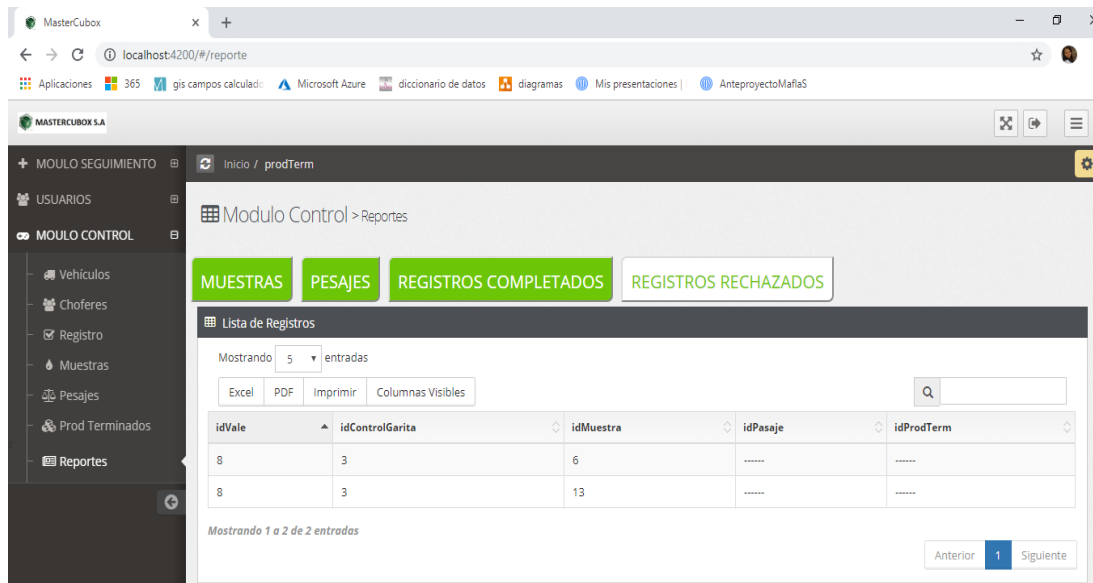 MasterCubox
localhost:4200/#/reporte
Aplicaciones 365 gis campos calculado Microsoft Azure diccionario de datos diagramas Mis presentaciones | AnteproyectoMaflaS
MASTERCUBOX S.A
MOULO SEGUIMIENTO
Inicio / prodTerm
USUARIOS
Modulo Control > Reportes
MOULO CONTROL
Vehículos
MUESTRAS PESAJES REGISTROS COMPLETADOS REGISTROS RECHAZADOS
Choferes
Lista de Registros
Registro
Mostrando 5 entradas
Muestras
Excel PDF Imprimir Columnas Visibles
Pesajes
Prod Terminados
idVale idControlGarita idMuestra idPasaje idProdTerm
Reportes
8 3 6 ------ ------
8 3 13 ------ ------
Mostrando 1 a 2 de 2 entradas
Anterior 1 Siguiente